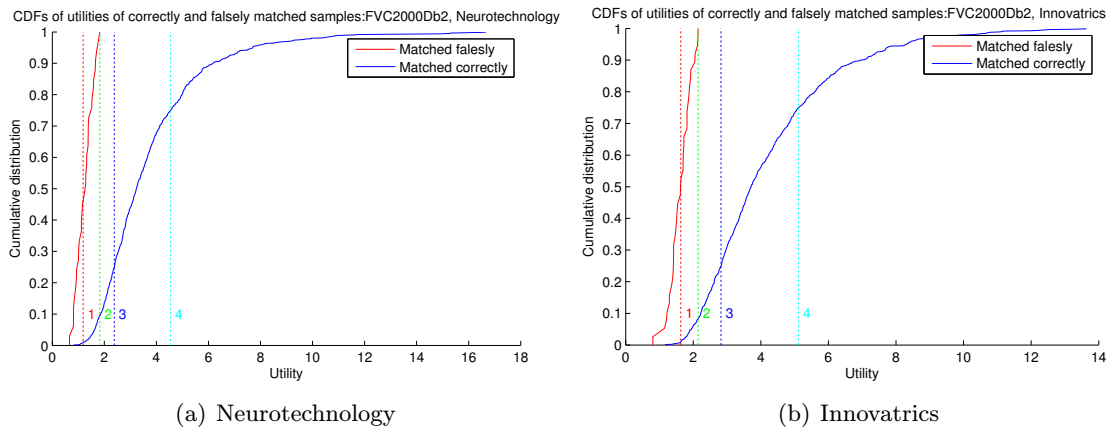 CDFs of utilities of correctly and falsely matched samples:FVC2000Db2, Neurotechnology
Cumulative distribution
1
0.9
0.8
0.7
0.6
0.5
0.4
0.3
0.2
0.1
0
0 2 4 6 8 10 12 14 16 18
Utility
Matched falesly
Matched correctly
1 2 3 4
(a) Neurotechnology
CDFs of utilities of correctly and falsely matched samples:FVC2000Db2, Innovatrics
Cumulative distribution
1
0.9
0.8
0.7
0.6
0.5
0.4
0.3
0.2
0.1
0
0 2 4 6 8 10 12 14
Utility
Matched falesly
Matched correctly
1 2 3 4
(b) Innovatrics